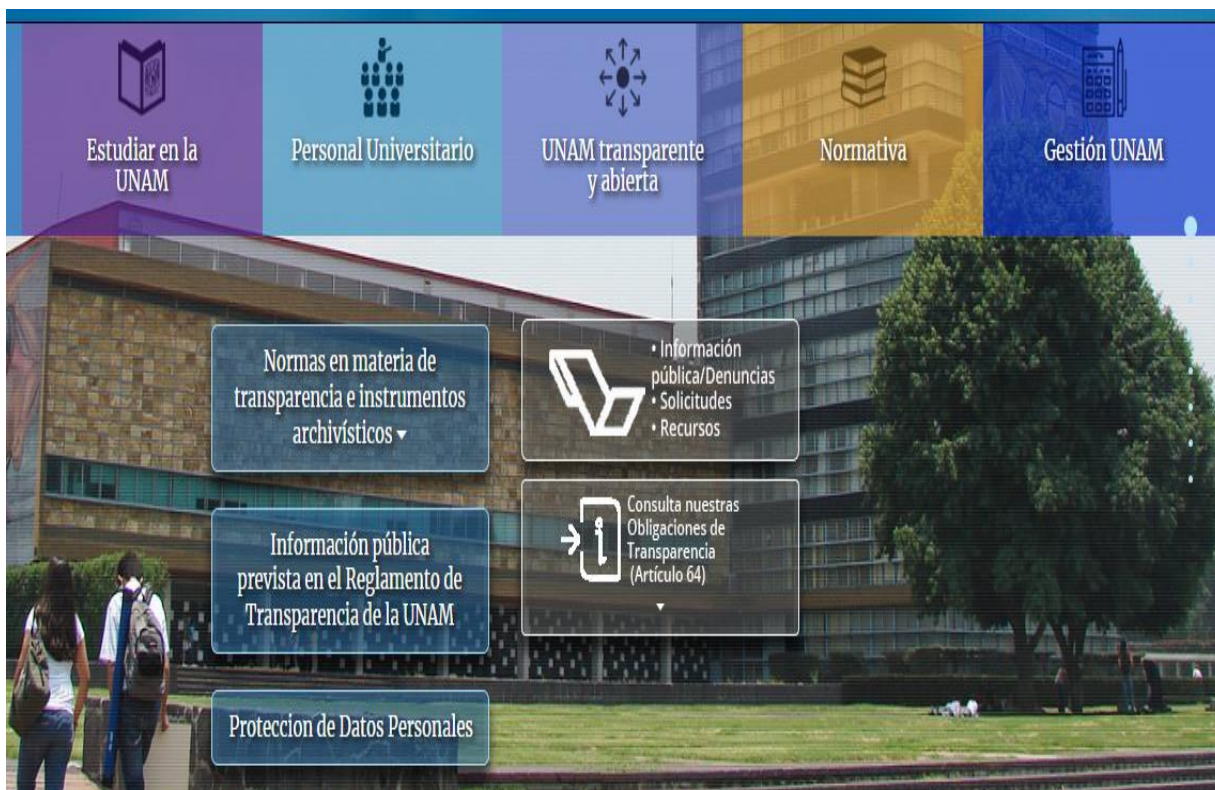 Estudiar en la
UNAM
Personal Universitario
UNAM transparente
y abierta
Normativa
Gestión UNAM
Normas en materia de
transparencia e instrumentos
archivísticos
Información pública
prevista en el Reglamento de
Transparencia de la UNAM
Proteccion de Datos Personales
• Información
pública/Denuncias
• Solicitudes
• Recursos
Consulta nuestras
Obligaciones de
Transparencia
(Artículo 64)